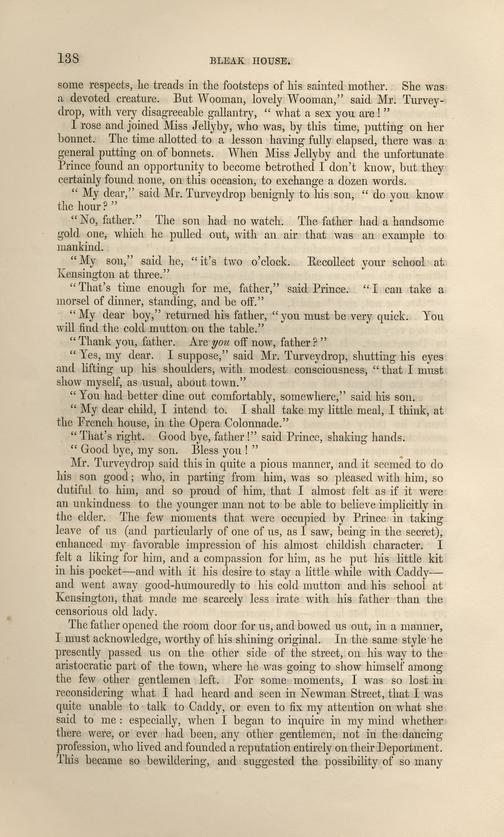 138 BLEAK HOUSE.
some respects, he treads in the footsteps of his sainted mother. She was
a devoted creature. But Wooman, lovely Wooman,” said Mr. Turvey-
drop, with very disagreeable gallantry, “ what a sex you are ! ”
I rose and joined Miss Jellyby, who was, by this time, putting on her
bonnet. The time allotted to a lesson having fully elapsed, there was a
general putting on of bonnets. When Miss Jellyby and the unfortunate
Prince found an opportunity to become betrothed I don’t know, but they
certainly found none, on this occasion, to exchange a dozen words.
“ My dear,” said Mr. Turveydrop benignly to his son, “ do you know
the hour ? ”
“ No, father.” The son had no watch. The father had a handsome
gold one, which he pulled out, with an air that was an example to
mankind.
“ My son,” said he, “ it’s two o’clock. Recollect your school at
Kensington at three.”
“ That’s time enough for me, father,” said Prince. “ I can take a
morsel of dinner, standing, and be off.”
“ My dear boy,” returned his father, “ you must be very quick. You
will find the cold mutton on the table.”
“ Thank you, father. Are you off now, father ? ”
“ Yes, my dear. I suppose,” said Mr. Turveydrop, shutting his eyes
and lifting up his shoulders, with modest consciousness, “ that I must
show myself, as usual, about town.”
“ You had better dine out comfortably, somewhere,” said his son.
“ My dear child, I intend to. I shall take my little meal, I think, at
the French house, in the Opera Colonnade.”
“ That’s right. Good bye, father !” said Prince, shaking hands.
“ Good bye, my son. Bless you ! ”
Mr. Turveydrop said this in quite a pious manner, and it seemed to do
his son good ; who, in parting from him, was so pleased with him, so
dutiful to him, and so proud of him, that I almost felt as if it were
an unkindness to the younger man not to be able to believe implicitly in
the elder. The few moments that were occupied by Prince in taking
leave of us (and particularly of one of us, as I saw, being in the secret),
enhanced my favorable impression of his almost childish character. I
felt a liking for him, and a compassion for him, as he put his little kit
in his pocket—and with it his desire to stay a little while with Caddy—
and went away good-humouredly to his cold mutton and his school at
Kensington, that made me scarcely less irate with his father than the
censorious old lady.
The father opened the room door for us, and bowed us out, in a manner,
I must acknowledge, worthy of his shining original. In the same style he
presently passed us on the other side of the street, on his way to the
aristocratic part of the town, where he was going to show himself among
the few other gentlemen left. For some moments, I was so lost in
reconsidering what I had heard and seen in Newman Street, that I was
quite unable to talk to Caddy, or even to fix my attention on what she
said to me : especially, when I began to inquire in my mind whether
there were, or ever had been, any other gentlemen, not in the dancing
profession, who lived and founded a reputation entirely on their Deportment.
This became so bewildering, and suggested the possibility of so many